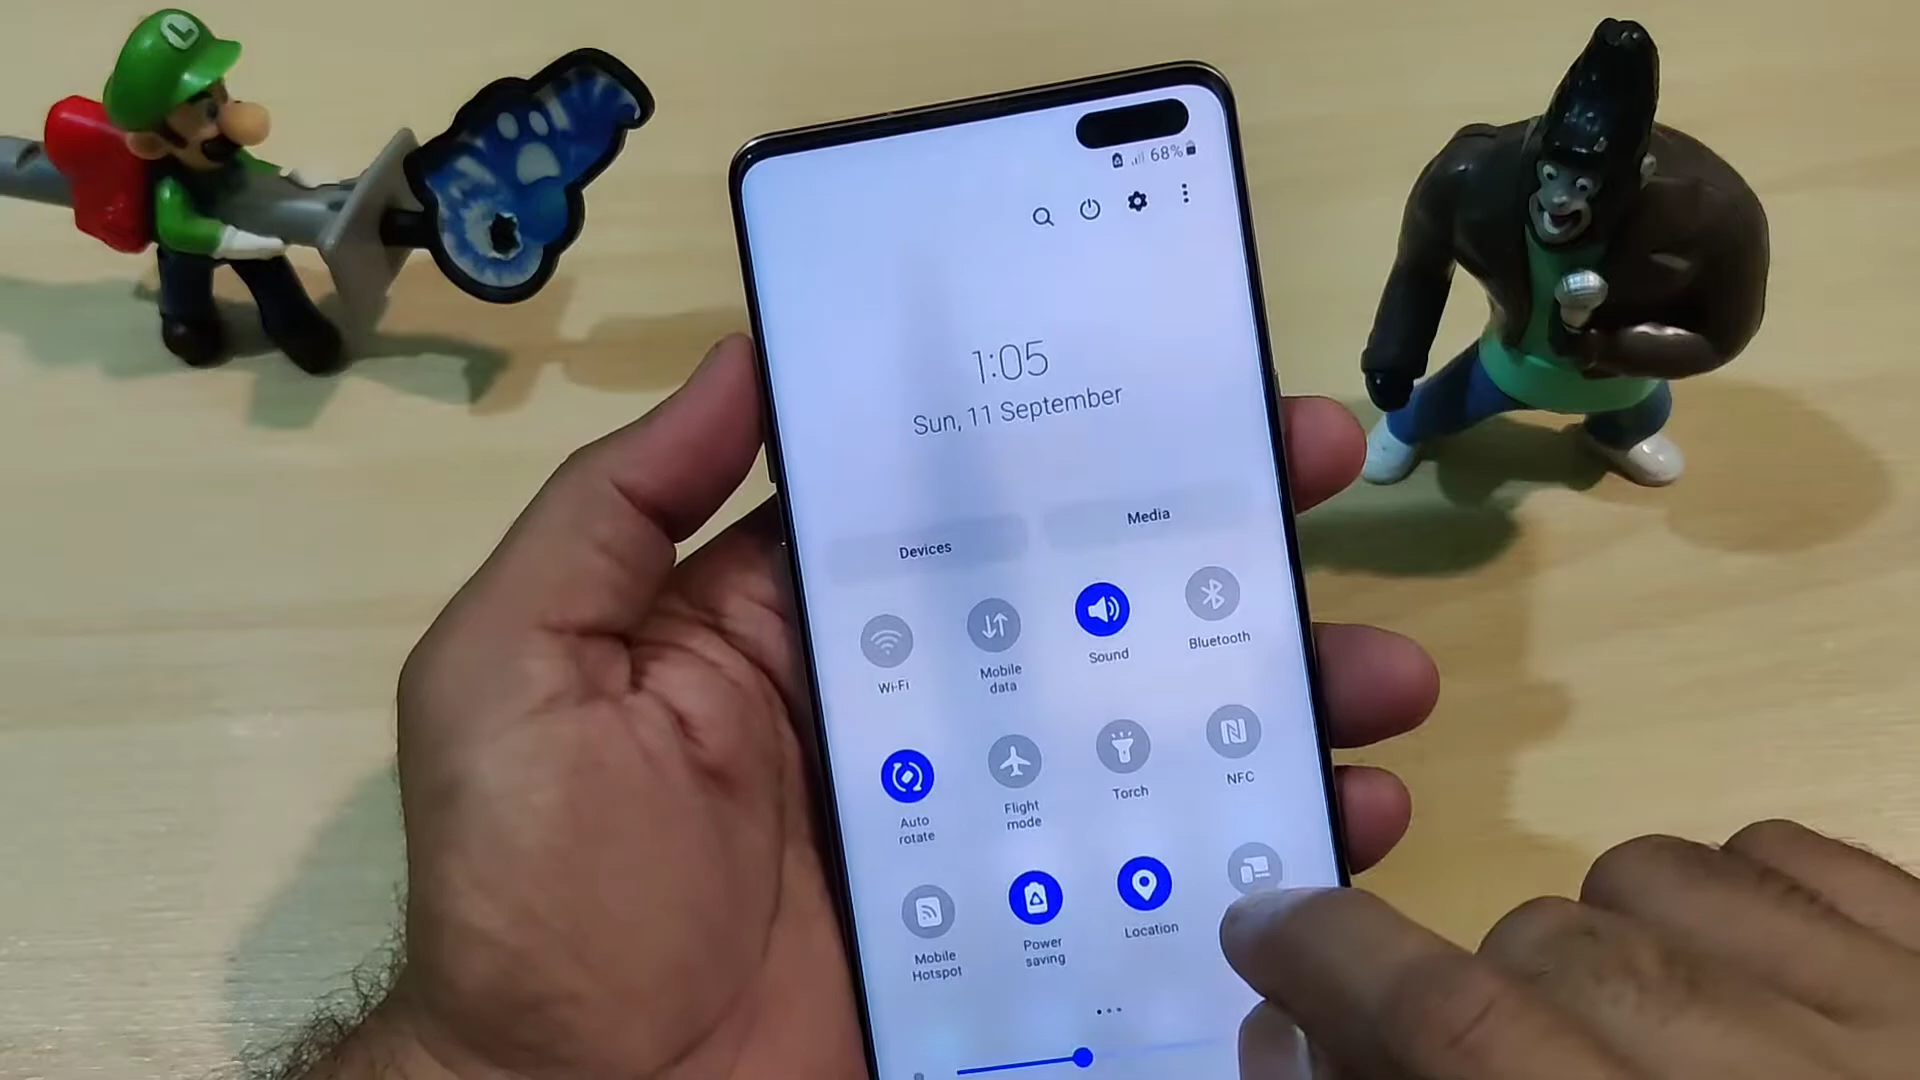 L
68%
1:05
Sun, 11 September
Devices
Media
Wi-Fi
Mobile
data
Sound
Bluetooth
Auto
rotate
Flight
mode
Torch
NFC
Mobile
Hotspot
Power
saving
Location